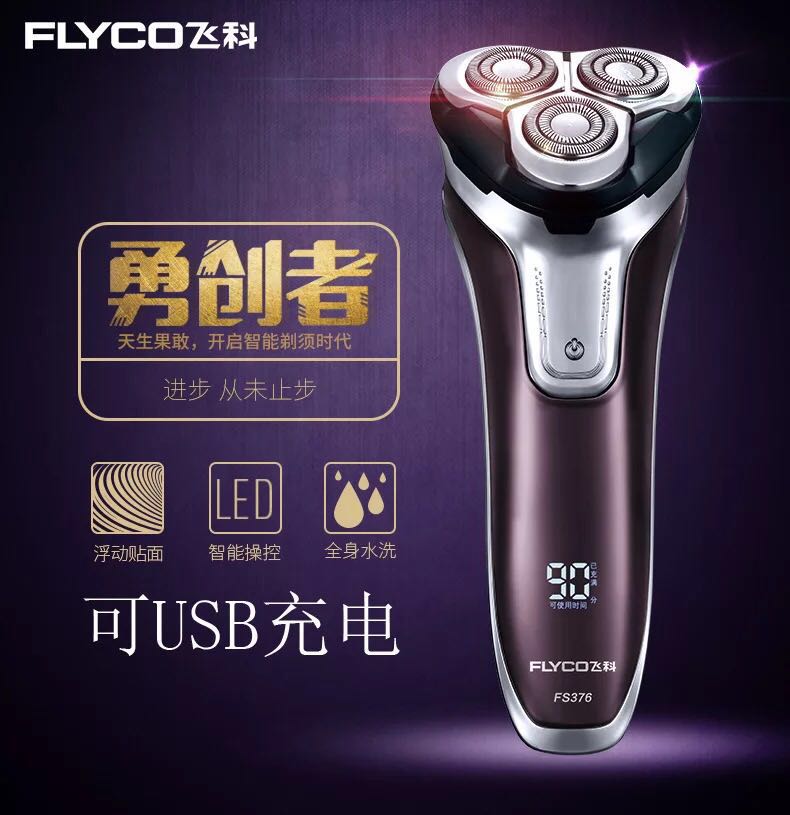 FLYCO飞科
勇创者
天生果敢，开启智能剃须时代
进步 从未止步
LED
浮动贴面
智能操控
全身水洗
可USB充电
90
已充满
分
可使用时间
FLYCO飞科
FS376